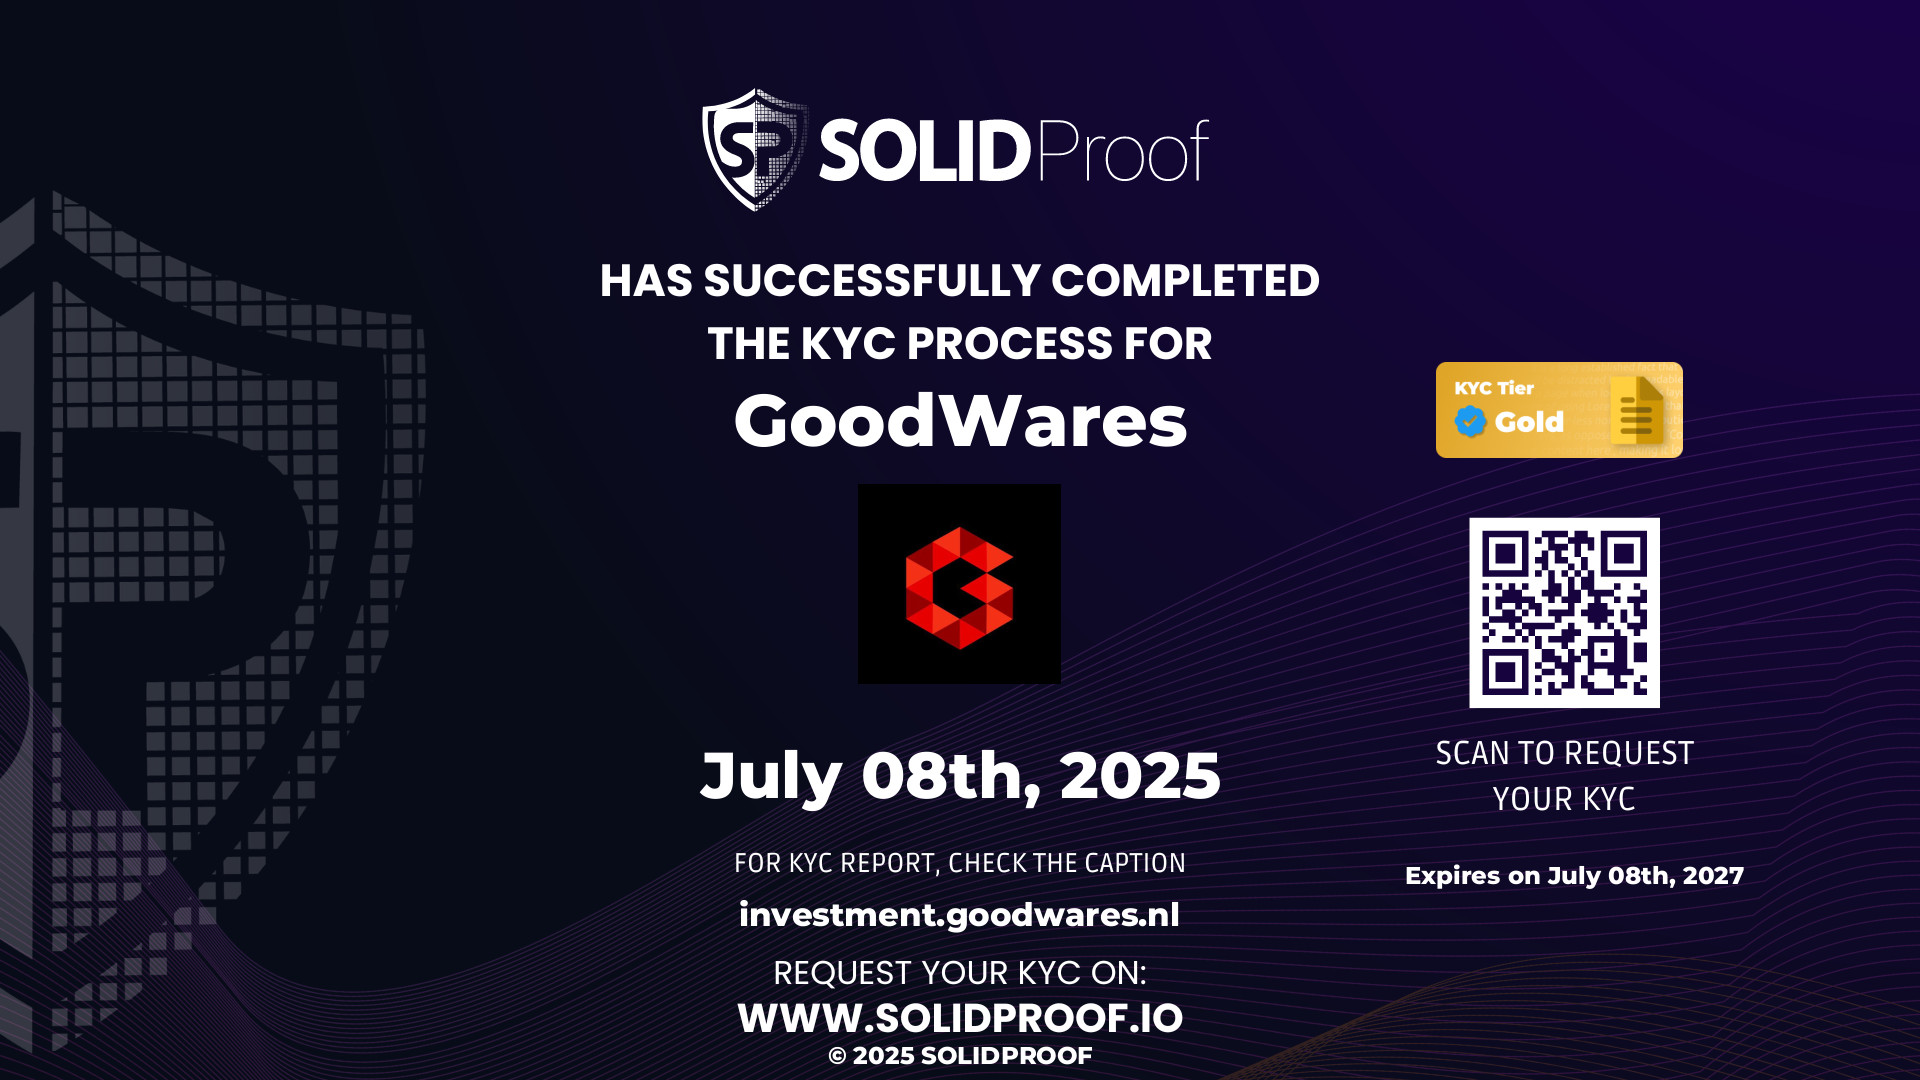 SP SOLIDProof
HAS SUCCESSFULLY COMPLETED
THE KYC PROCESS FOR
GoodWares
KYC Tier
Gold
July 08th, 2025
SCAN TO REQUEST
YOUR KYC
FOR KYC REPORT, CHECK THE CAPTION
Expires on July 08th, 2027
investment.goodwares.nl
REQUEST YOUR KYC ON:
WWW.SOLIDPROOF.IO
© 2025 SOLIDPROOF